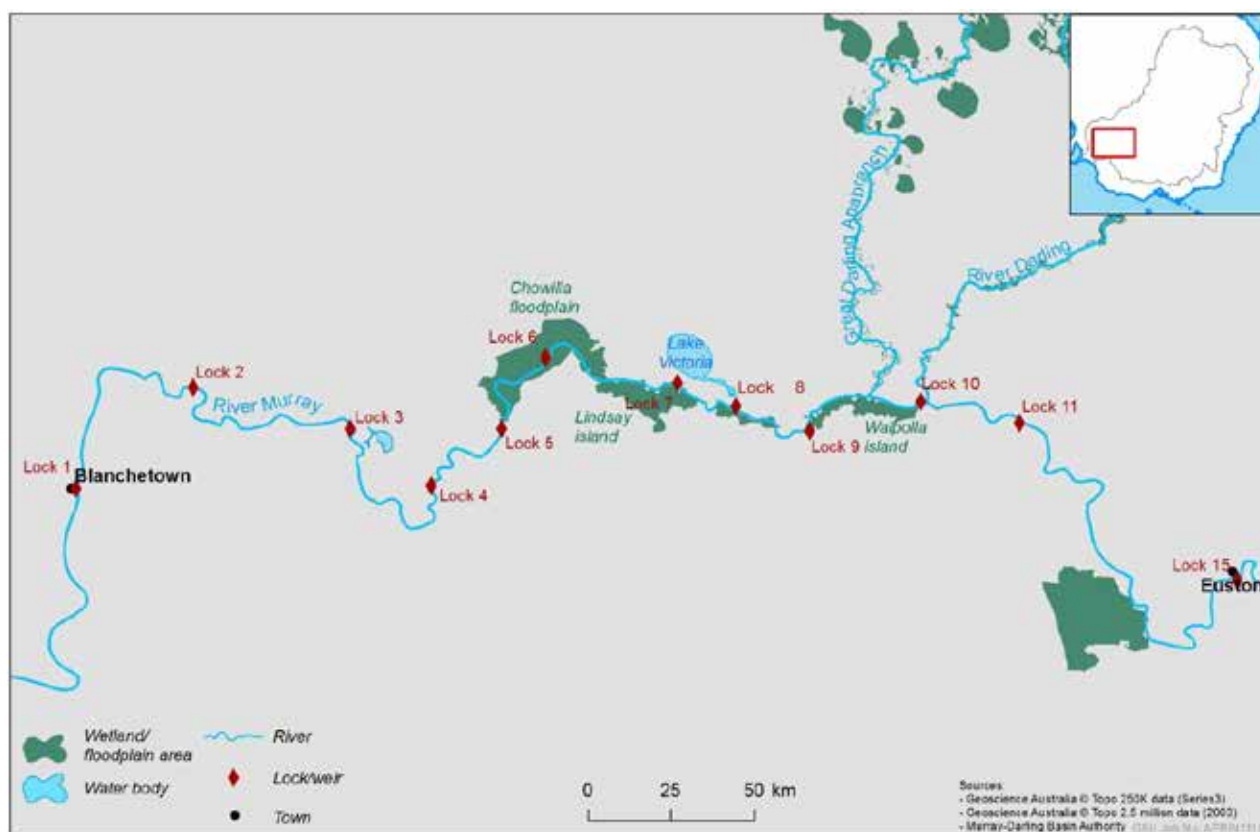 Great Darling Anabranch
River Darling
Chowilla
floodplain
Lock 6
Lake
Victoria
Lock 2
River Murray
Lock 7
Lock 8
Lock 10
Lock 3
Lindsay
island
Walpolla
island
Lock 11
Lock 5
Lock 9
Lock 1
Blanchetown
Lock 4
Lock 15
Euston
Wetland/
floodplain area
River
Water body
Lock/weir
Town
0 25 50 km
Sources:
- Geoscience Australia © Topo 250K data (Series3)
- Geoscience Australia © Topo 2.5 million data (2003)
- Murray-Darling Basin Authority